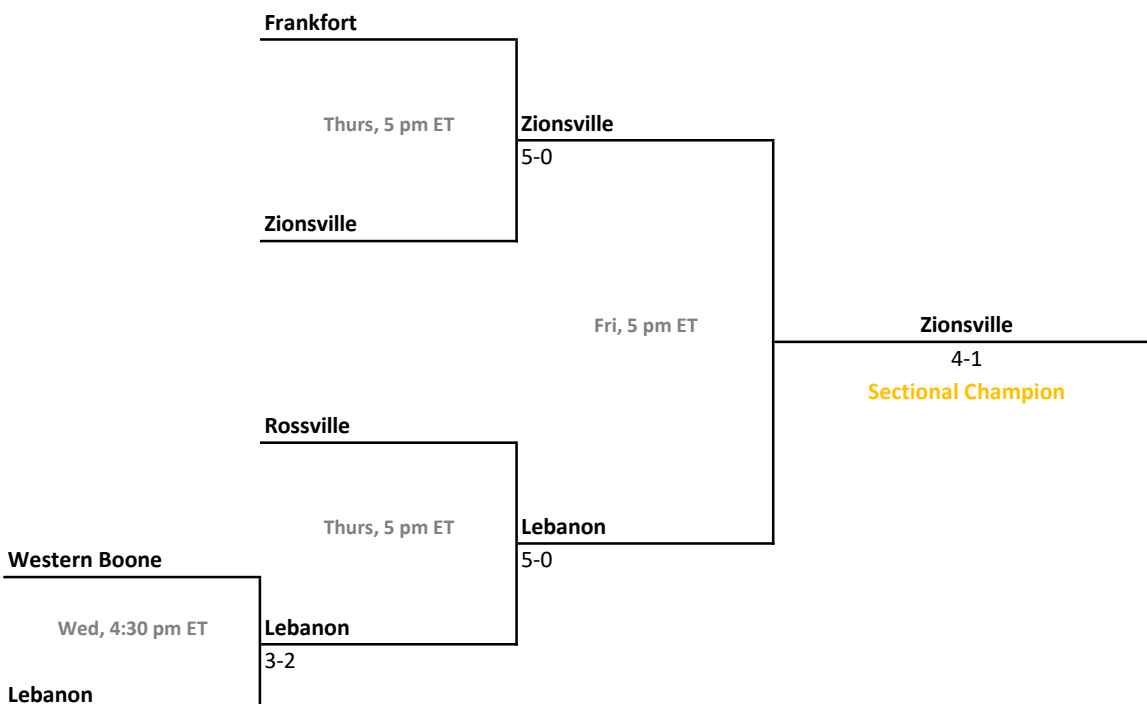 Frankfort
Thurs, 5 pm ET
Zionsville
5-0
Zionsville
Fri, 5 pm ET
Zionsville
4-1
Sectional Champion
Rossville
Thurs, 5 pm ET
Lebanon
5-0
Western Boone
Wed, 4:30 pm ET
Lebanon
3-2
Lebanon